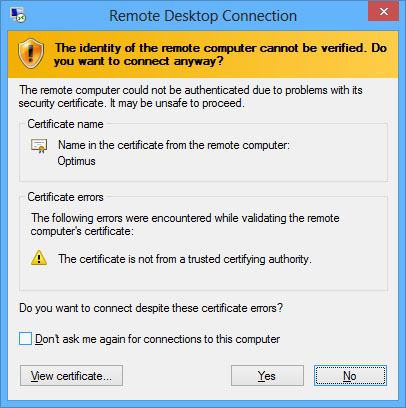 Remote Desktop Connection
The identity of the remote computer cannot be verified. Do
you want to connect anyway?
The remote computer could not be authenticated due to problems with its
security certificate. It may be unsafe to proceed.
Certificate name
Name in the certificate from the remote computer:
Optimus
Certificate errors
The following errors were encountered while validating the remote
computer's certificate:
The certificate is not from a trusted certifying authority.
Do you want to connect despite these certificate errors?
Don't ask me again for connections to this computer
View certificate... Yes No